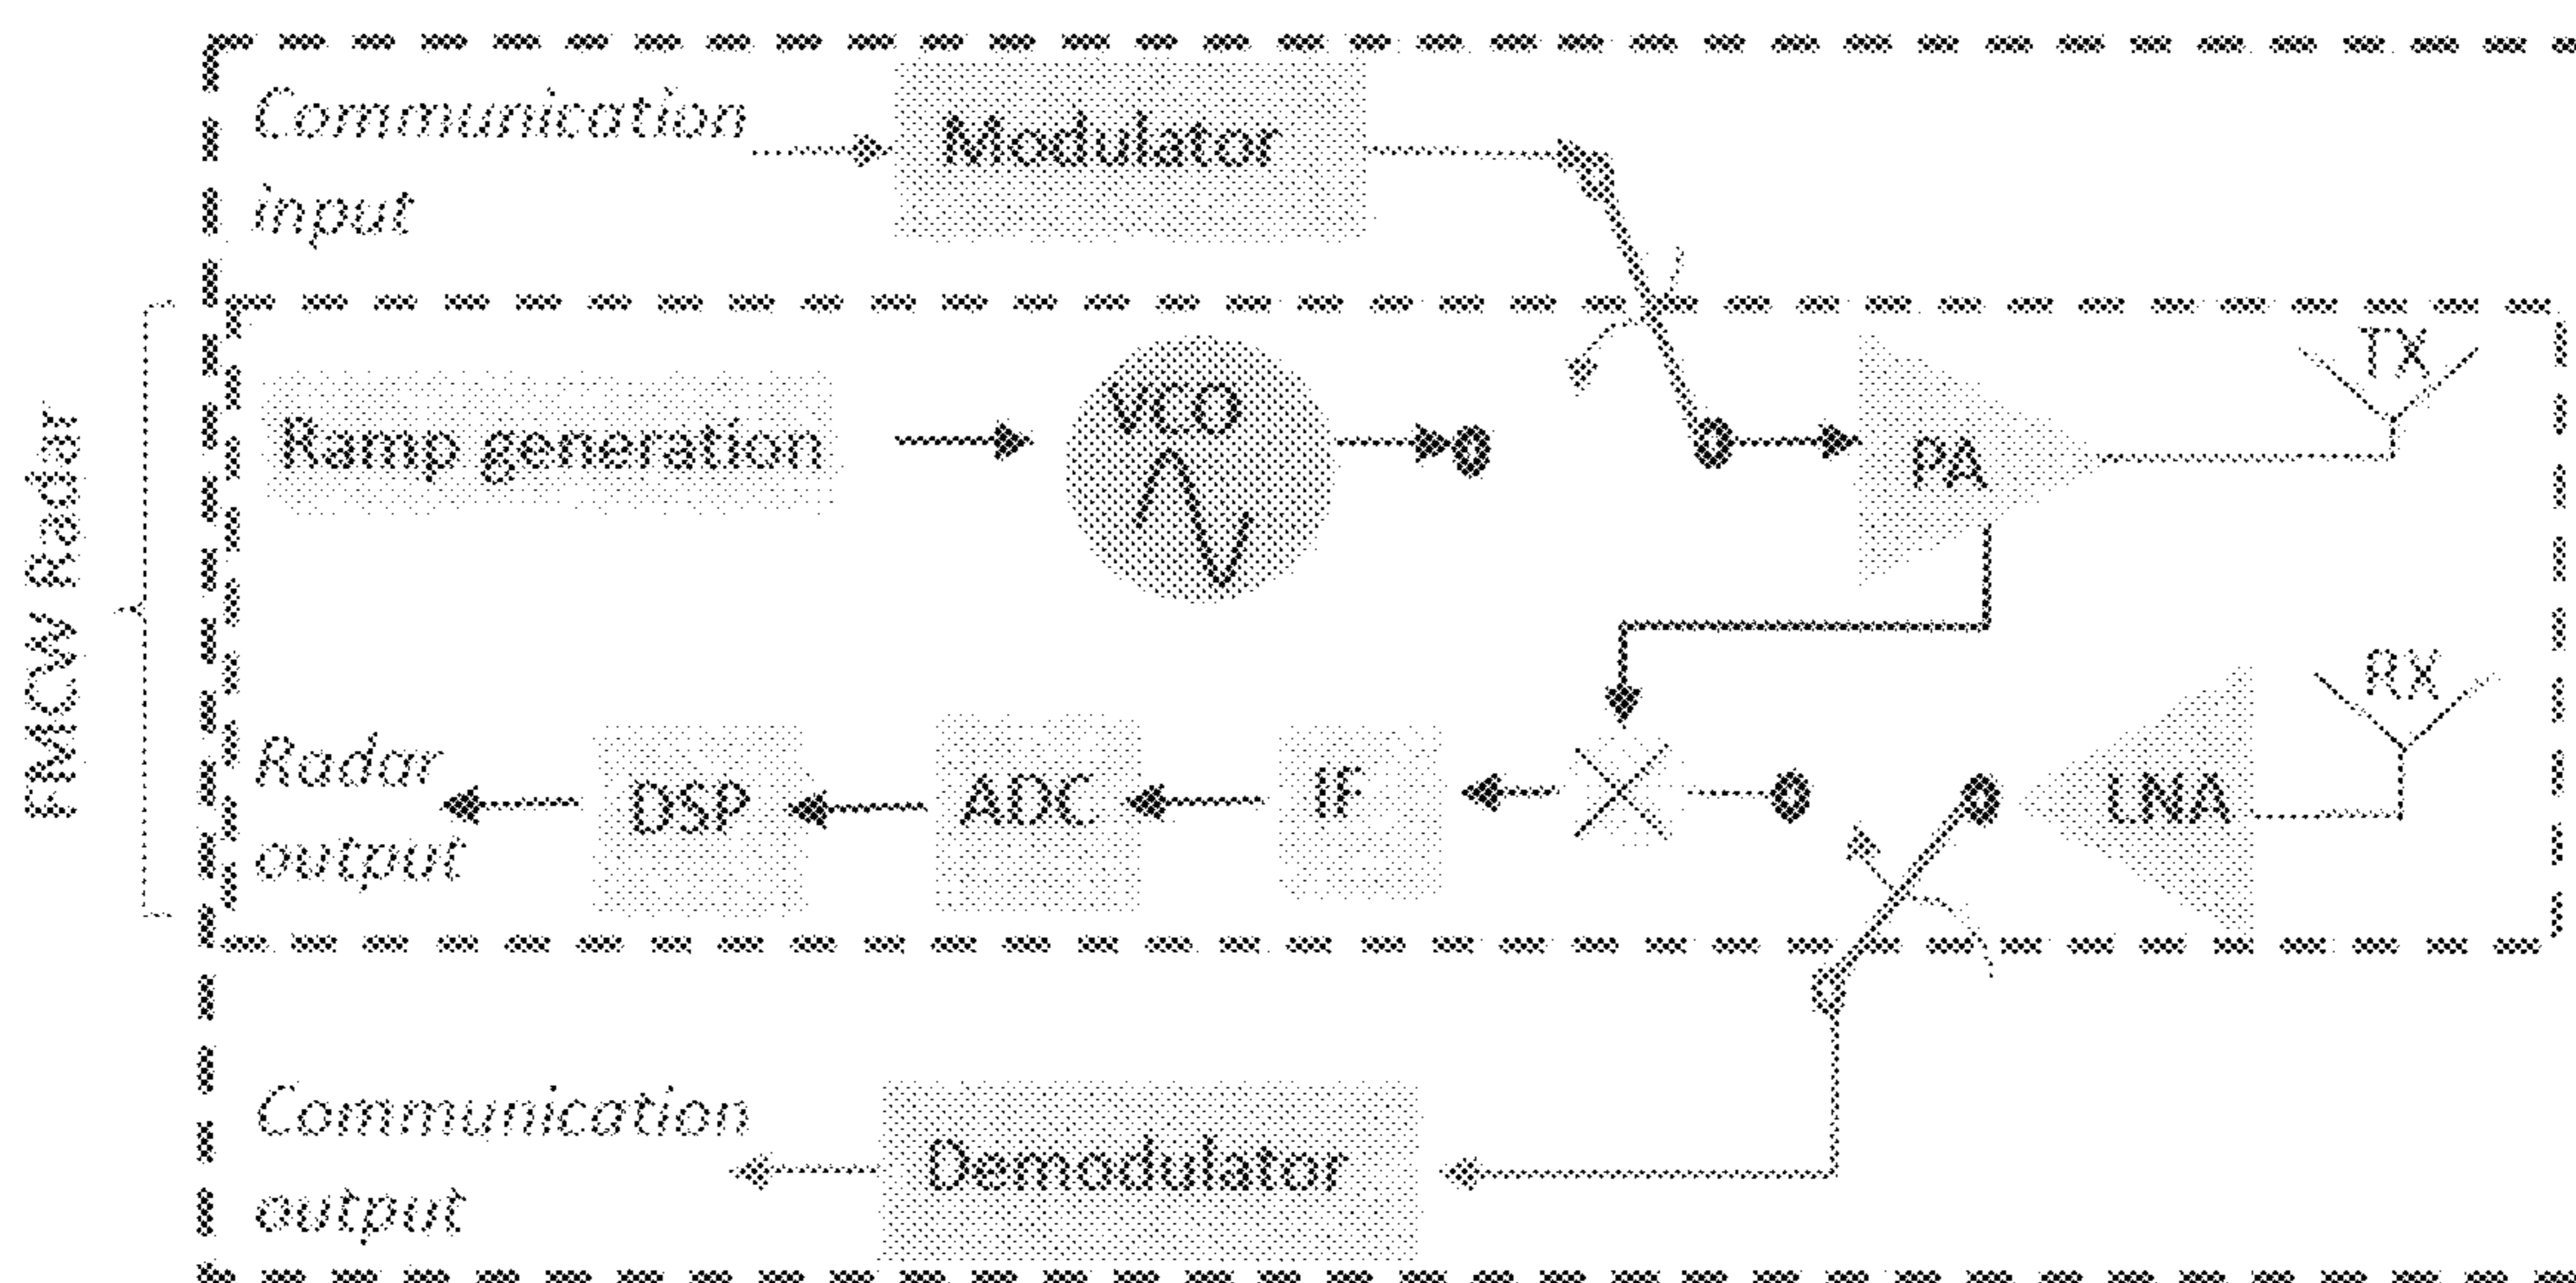 Communication
input
Modulator
FMCW Radar
Ramp generation
VCO
PA
TX
Radar
output
DSP
ADC
IF
LNA
RX
Communication
output
Demodulator